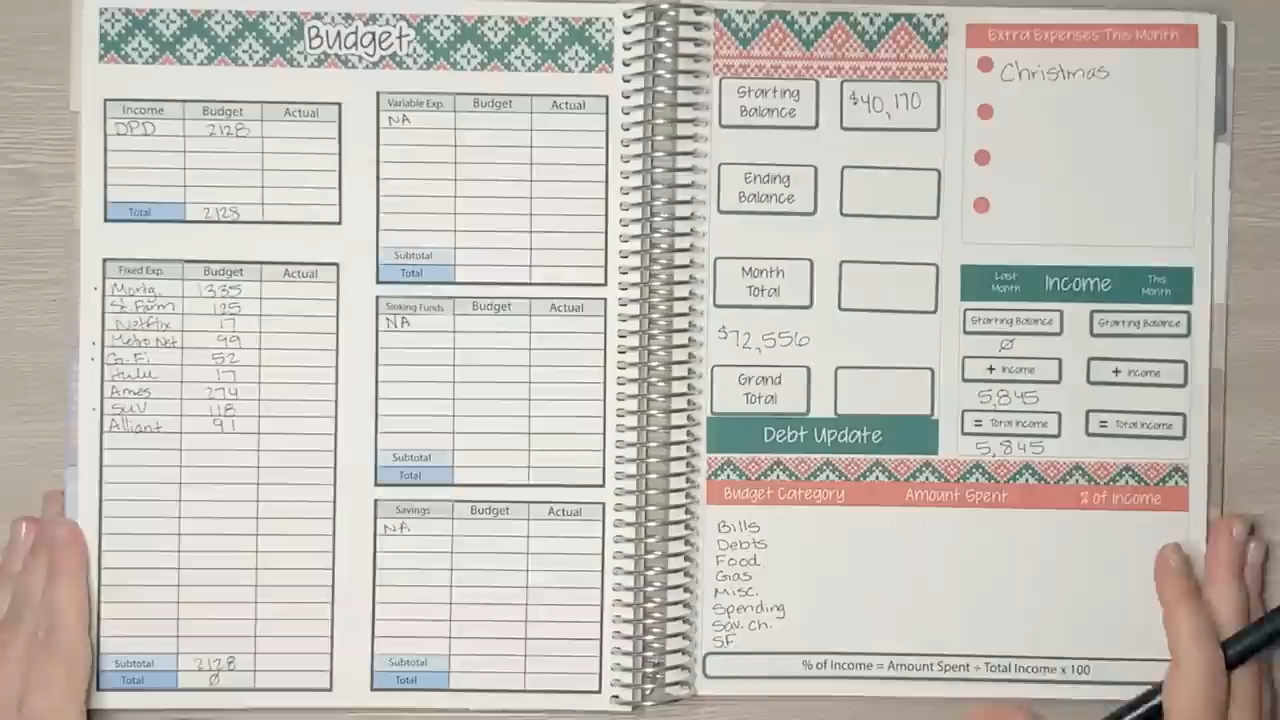 Budget
Income Budget Actual
DPD 2128
Total 2128
Fixed Exp. Budget Actual
Mortg. 1335
St. Farm 125
Netflix 17
Metro Net 99
G. Fi 52
Hulu 17
Ames 274
SUV 118
Alliant 91
Subtotal 2128
Total Ø
Variable Exp. Budget Actual
NA
Subtotal
Total
Sinking Funds Budget Actual
NA
Subtotal
Total
Savings Budget Actual
NA
Subtotal
Total
Starting
Balance
$40,170
Ending
Balance
Month
Total
$72,556
Grand
Total
Debt Update
Extra Expenses This Month
Christmas
Last
Month
Income
This
Month
Starting Balance Starting Balance
Ø
+ Income + Income
5,845
= Total Income = Total Income
5,845
Budget Category Amount Spent % of Income
Bills
Debts
Food
Gas
Misc.
Spending
Sav. Ch.
S.F
% of Income = Amount Spent ÷ Total Income x 100